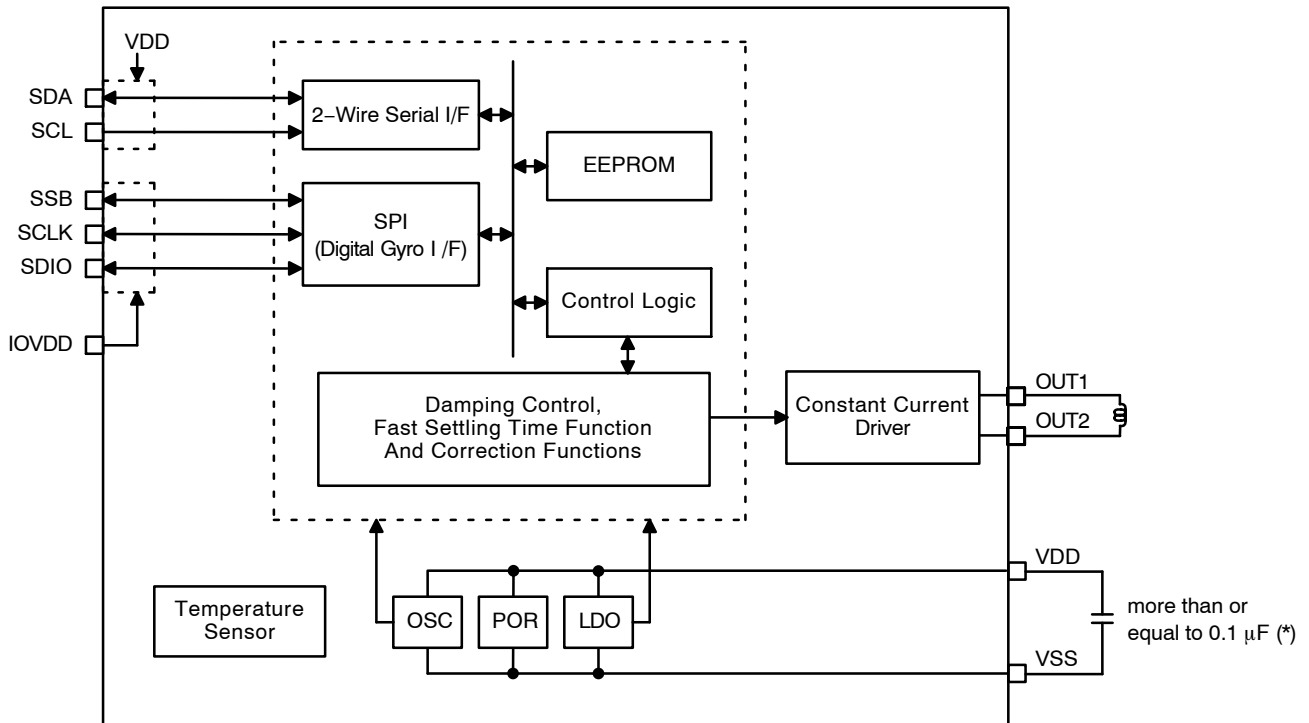 VDD
SDA
SCL
2−Wire Serial I/F
EEPROM
SSB
SCLK
SDIO
SPI
(Digital Gyro I /F)
Control Logic
IOVDD
Damping Control,
Fast Settling Time Function
And Correction Functions
Constant Current
Driver
OUT1
OUT2
Temperature
Sensor
OSC
POR
LDO
VDD
more than or
equal to 0.1 μF (*)
VSS